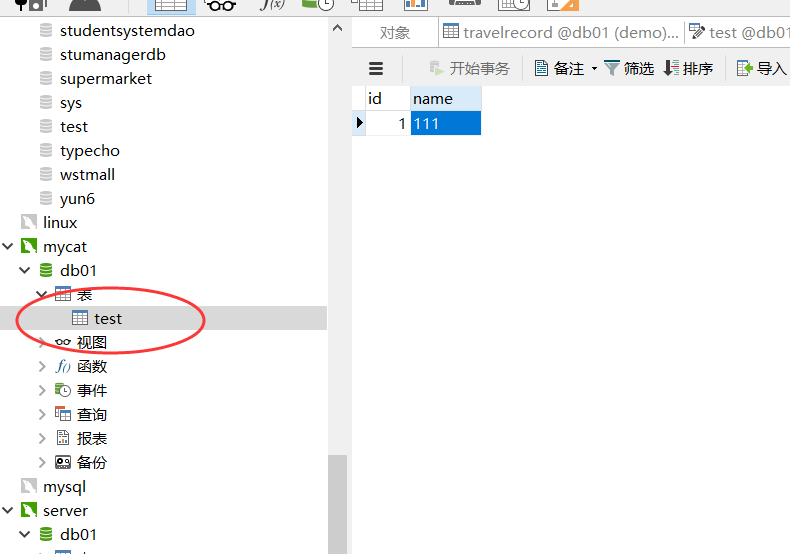 studentsystemdao
stumanagerdb
supermarket
sys
test
typecho
wstmall
yun6
linux
mycat
db01
表
test
视图
函数
事件
查询
报表
备份
mysql
server
db01
对象
travelrecord @db01 (demo)...
test @db01
开始事务
备注
筛选
排序
导入
id name
1 111